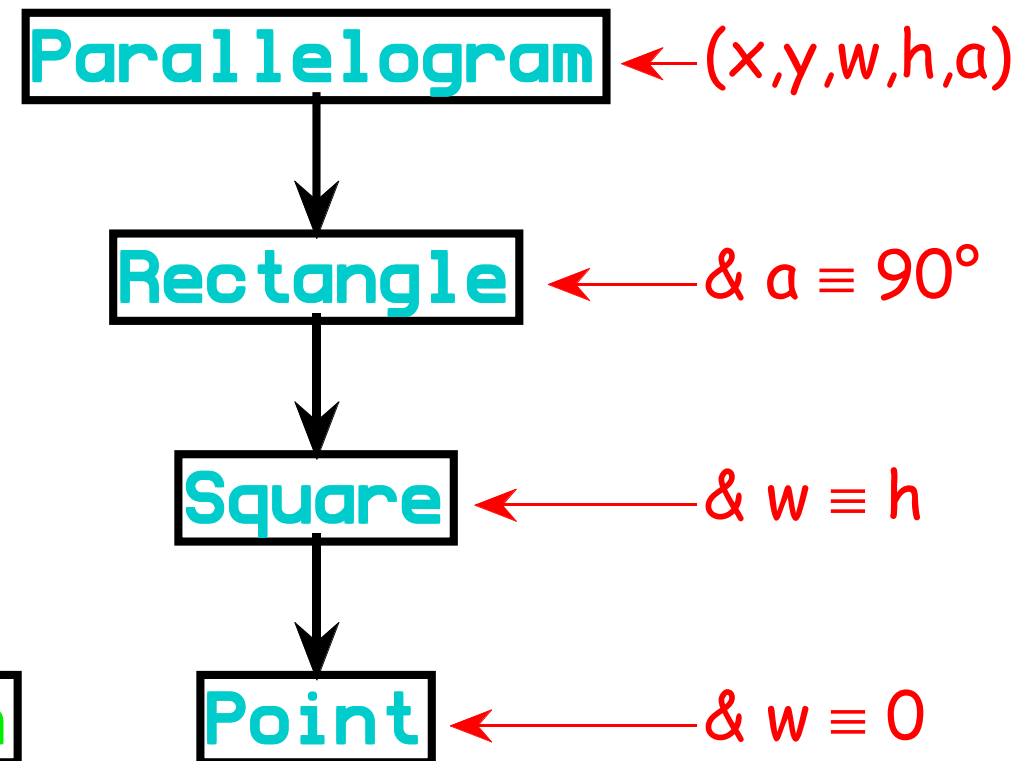 Parallelogram (x,y,w,h,a)
Rectangle & a ≡ 90°
Square & w ≡ h
Point & w ≡ 0